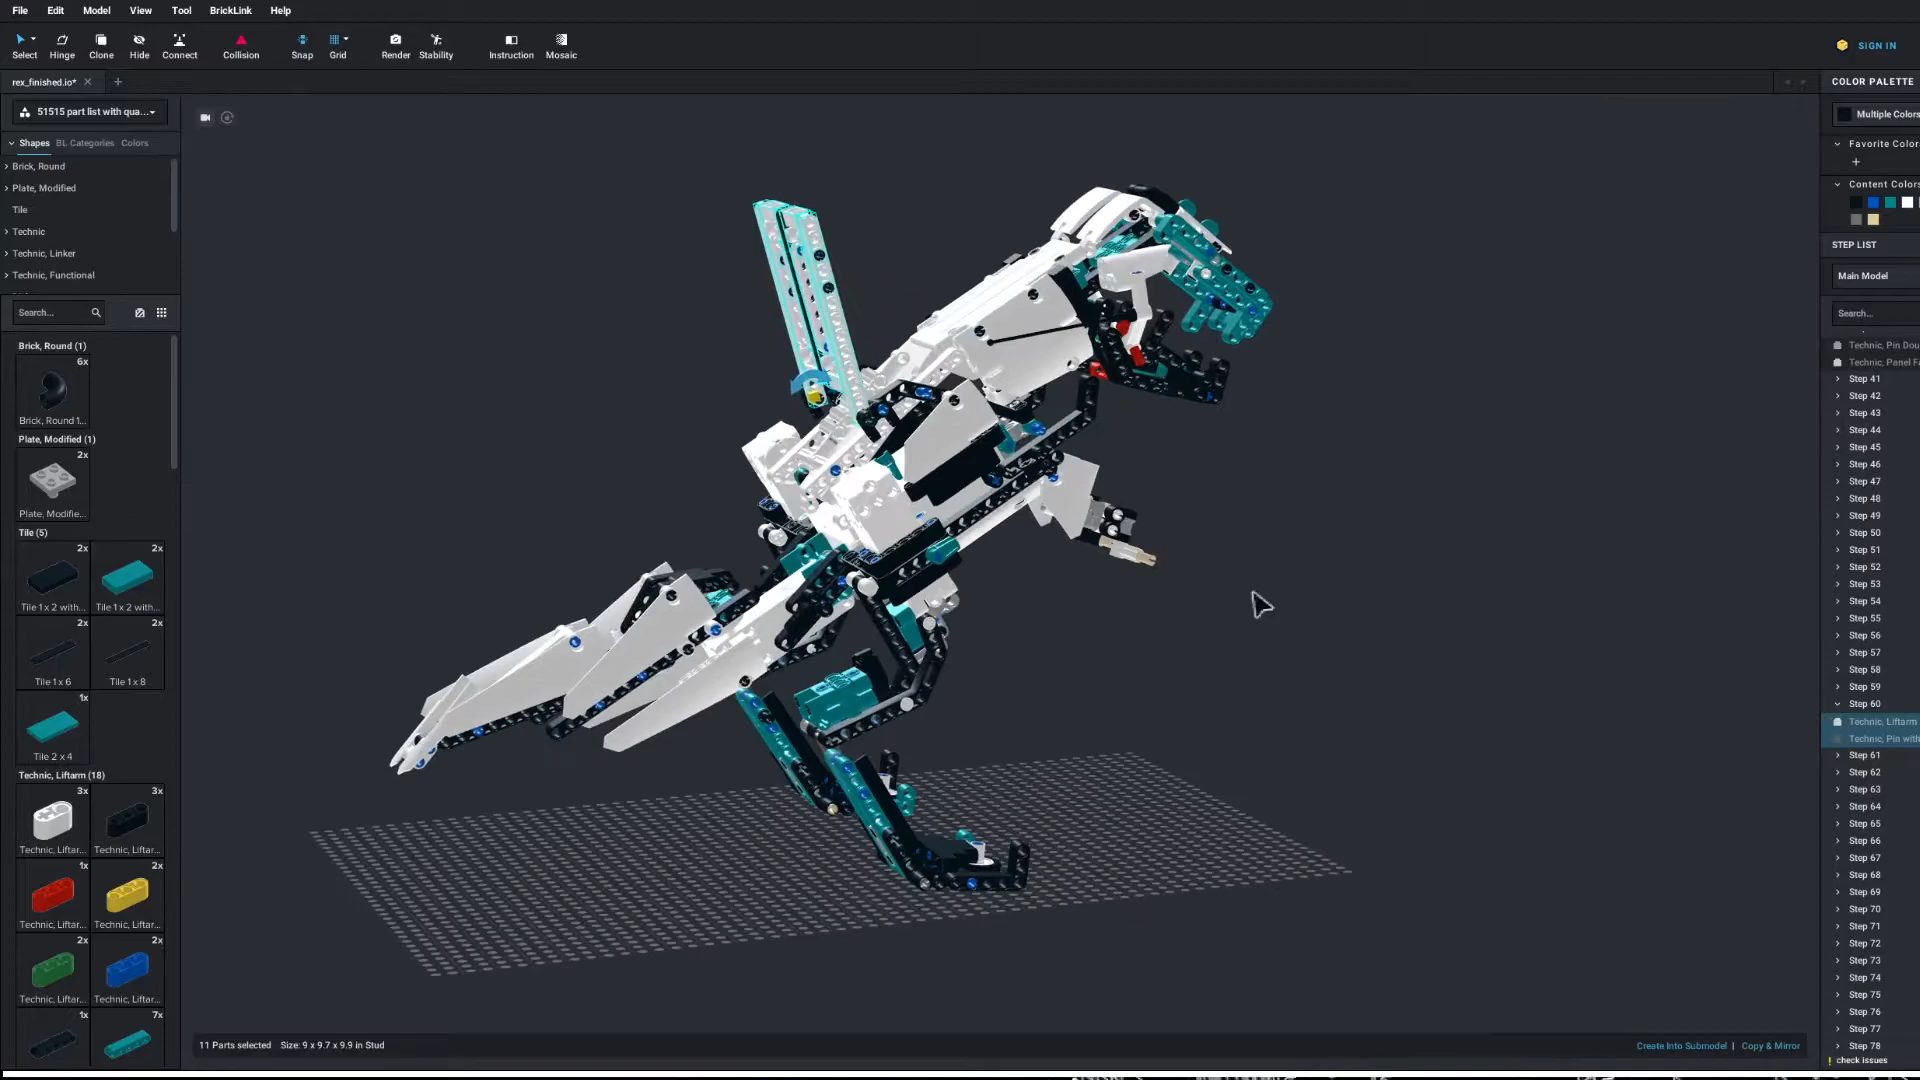 File Edit Model View Tool BrickLink Help
Select Hinge Clone Hide Connect Collision Snap Grid Render Stability Instruction Mosaic
SIGN IN
rex_finished.io*
51515 part list with qua...
Shapes BL Categories Colors
Brick, Round
Plate, Modified
Tile
Technic
Technic, Linker
Technic, Functional
Search...
Brick, Round (1)
6x
Brick, Round 1...
Plate, Modified (1)
2x
Plate, Modifie...
Tile (5)
2x 2x
Tile 1 x 2 with... Tile 1 x 2 with...
2x 2x
Tile 1 x 6 Tile 1 x 8
1x
Tile 2 x 4
Technic, Liftarm (18)
3x 3x
Technic, Liftar... Technic, Liftar...
1x 2x
Technic, Liftar... Technic, Liftar...
2x 2x
Technic, Liftar... Technic, Liftar...
1x 7x
11 Parts selected Size: 9 x 9.7 x 9.9 in Stud
Create Into Submodel | Copy & Mirror
COLOR PALETTE
Multiple Colors
Favorite Color
Content Colors
STEP LIST
Main Model
Search...
Technic, Pin Dou
Technic, Panel Fa
Step 41
Step 42
Step 43
Step 44
Step 45
Step 46
Step 47
Step 48
Step 49
Step 50
Step 51
Step 52
Step 53
Step 54
Step 55
Step 56
Step 57
Step 58
Step 59
Step 60
Technic, Liftarm
Technic, Pin with
Step 61
Step 62
Step 63
Step 64
Step 65
Step 66
Step 67
Step 68
Step 69
Step 70
Step 71
Step 72
Step 73
Step 74
Step 75
Step 76
Step 77
Step 78
check issues